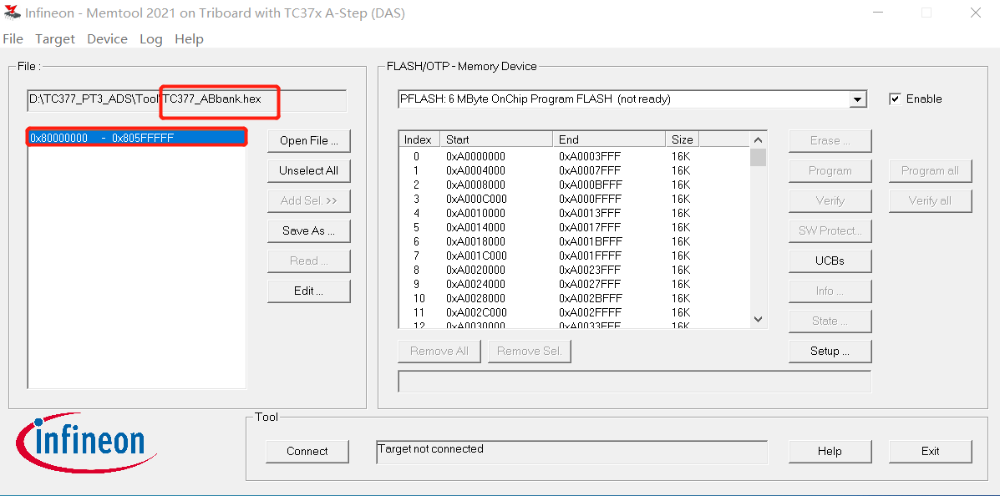 Infineon - Memtool 2021 on Triboard with TC37x A-Step (DAS)
File Target Device Log Help
File :
D:\TC377_PT3_ADS\Tool\TC377_ABbank.hex
0x80000000 - 0x805FFFFF
Open File ...
Unselect All
Add Sel. >>
Save As ...
Read ...
Edit ...
FLASH/OTP - Memory Device
PFLASH: 6 MByte OnChip Program FLASH (not ready)
Enable
Index Start End Size
0 0xA0000000 0xA0003FFF 16K
1 0xA0004000 0xA0007FFF 16K
2 0xA0008000 0xA000BFFF 16K
3 0xA000C000 0xA000FFFF 16K
4 0xA0010000 0xA0013FFF 16K
5 0xA0014000 0xA0017FFF 16K
6 0xA0018000 0xA001BFFF 16K
7 0xA001C000 0xA001FFFF 16K
8 0xA0020000 0xA0023FFF 16K
9 0xA0024000 0xA0027FFF 16K
10 0xA0028000 0xA002BFFF 16K
11 0xA002C000 0xA002FFFF 16K
12 0xA0030000 0xA0033FFF 16K
Erase ...
Program
Program all
Verify
Verify all
SW Protect...
UCBs
Info ...
State ...
Setup ...
Remove All
Remove Sel.
infineon
Tool
Connect
Target not connected
Help
Exit